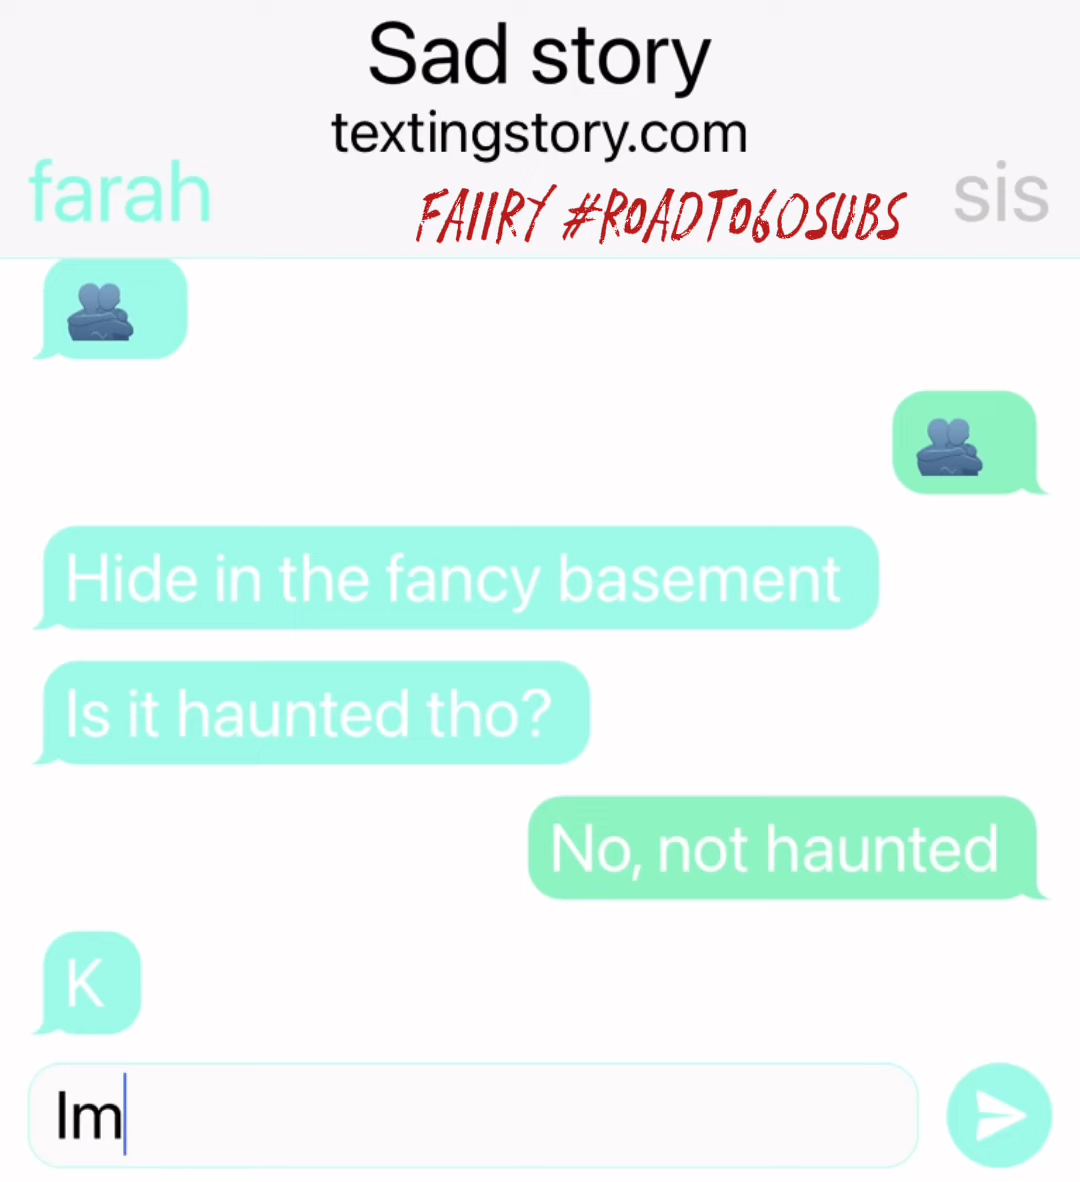 Sad story
textingstory.com
farah
FAIIRY #ROADTO60SUBS
sis
🫂
🫂
Hide in the fancy basement
Is it haunted tho?
No, not haunted
K
Im